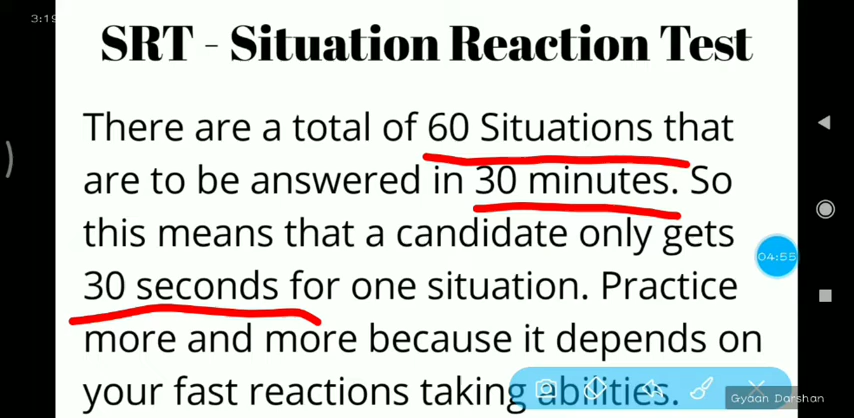 3:19
SRT - Situation Reaction Test
There are a total of 60 Situations that
are to be answered in 30 minutes. So
this means that a candidate only gets
04:55
30 seconds for one situation. Practice
more and more because it depends on
your fast reactions taking abilities.
Gyaan Darshan